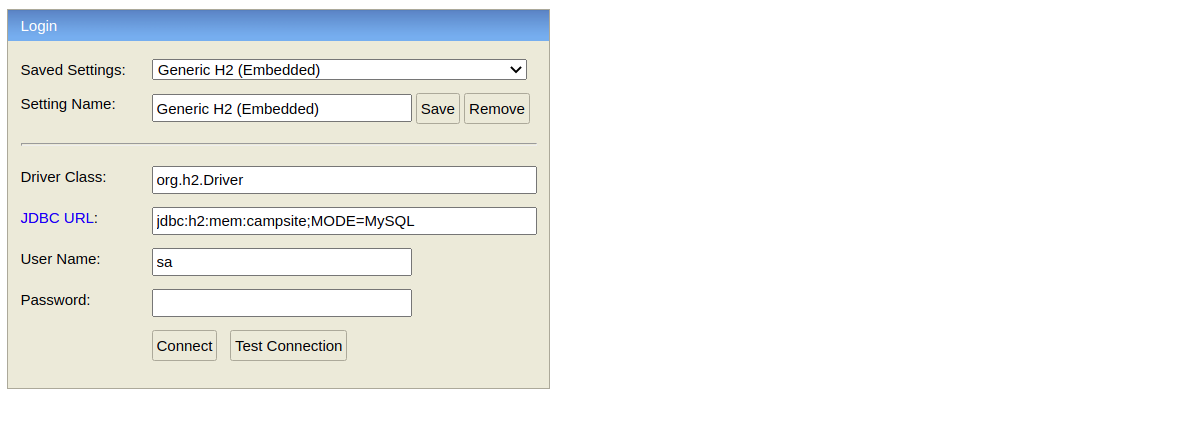 Login
Saved Settings: Generic H2 (Embedded)
Setting Name: Generic H2 (Embedded) Save Remove
Driver Class: org.h2.Driver
JDBC URL: jdbc:h2:mem:campsite;MODE=MySQL
User Name: sa
Password:
Connect Test Connection